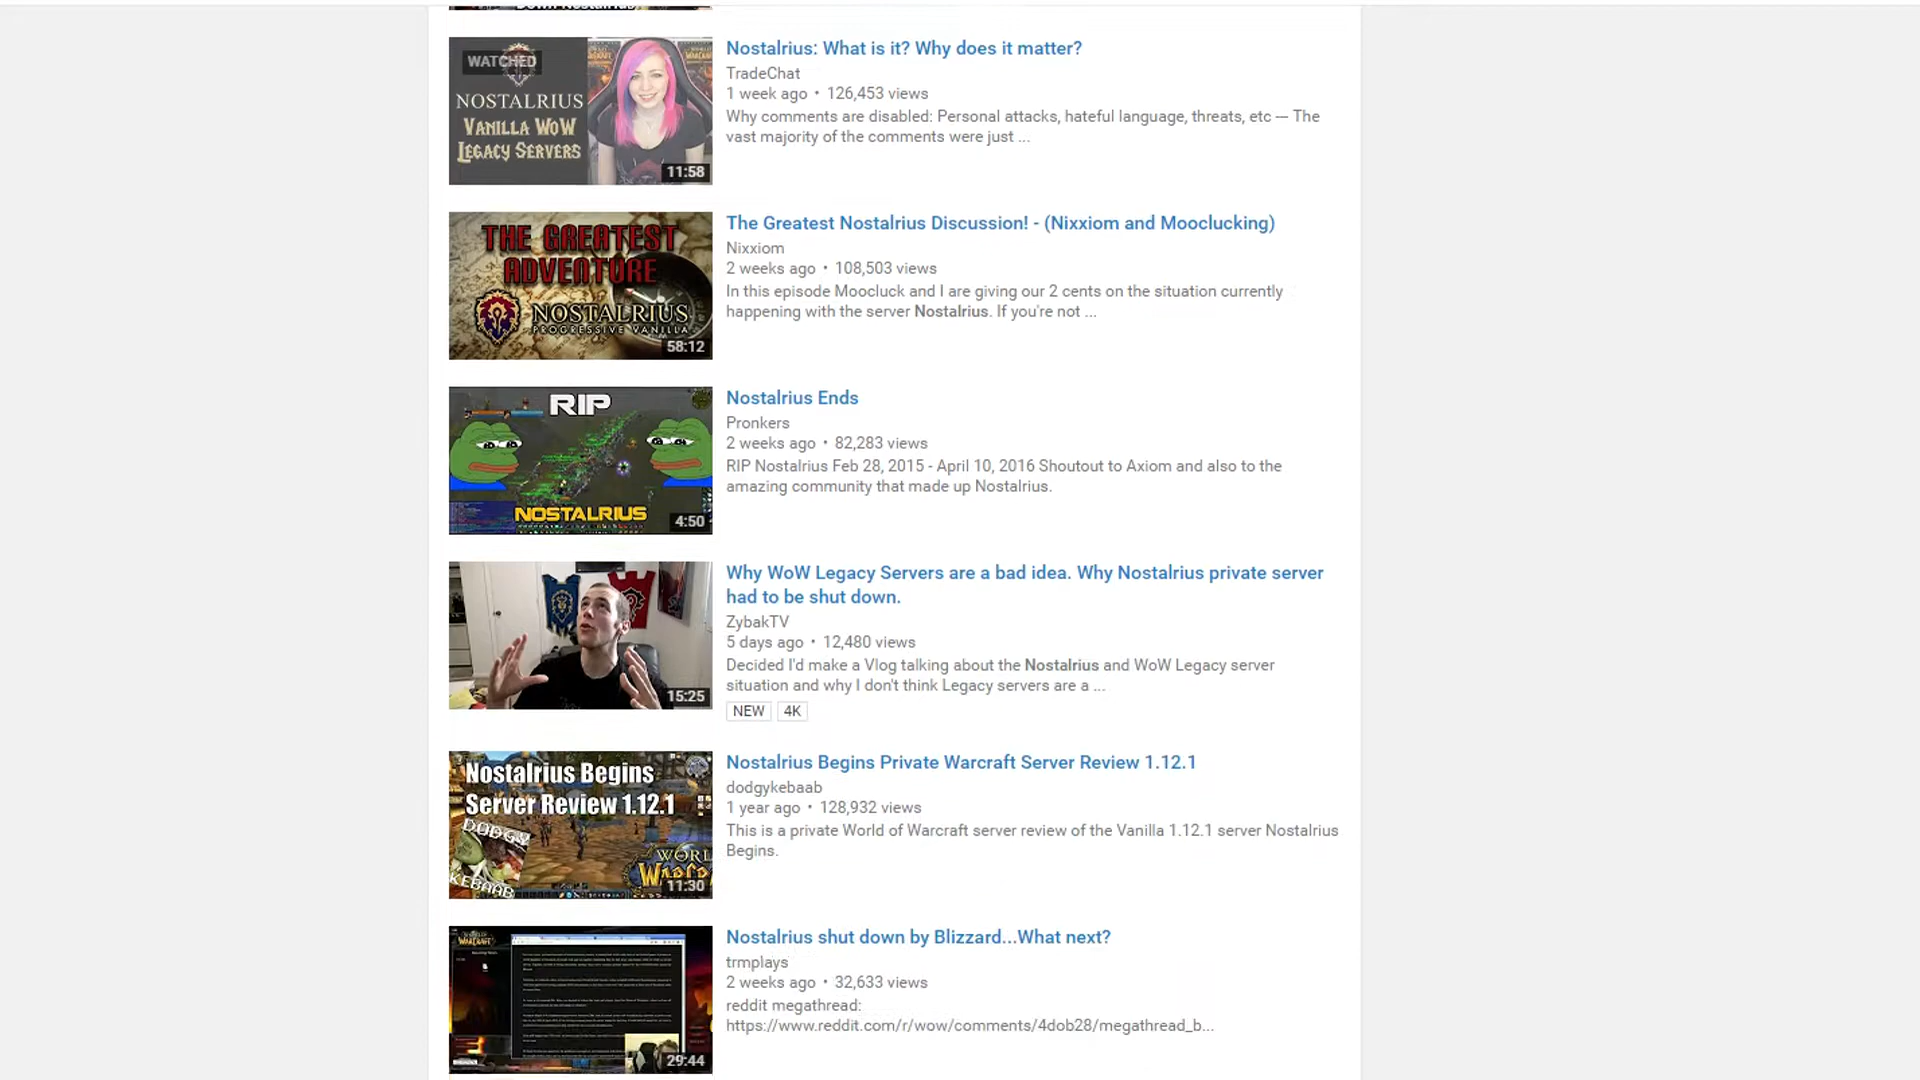 Down Nostalrius
WATCHED
NOSTALRIUS
VANILLA WOW
LEGACY SERVERS
11:58
Nostalrius: What is it? Why does it matter?
TradeChat
1 week ago • 126,453 views
Why comments are disabled: Personal attacks, hateful language, threats, etc — The
vast majority of the comments were just ...
THE GREATEST
ADVENTURE
NOSTALRIUS
PROGRESSIVE VANILLA
58:12
The Greatest Nostalrius Discussion! - (Nixxiom and Mooclucking)
Nixxiom
2 weeks ago • 108,503 views
In this episode Moocluck and I are giving our 2 cents on the situation currently
happening with the server Nostalrius. If you're not ...
RIP
NOSTALRIUS
4:50
Nostalrius Ends
Pronkers
2 weeks ago • 82,283 views
RIP Nostalrius Feb 28, 2015 - April 10, 2016 Shoutout to Axiom and also to the
amazing community that made up Nostalrius.
15:25
Why WoW Legacy Servers are a bad idea. Why Nostalrius private server
had to be shut down.
ZybakTV
5 days ago • 12,480 views
Decided I'd make a Vlog talking about the Nostalrius and WoW Legacy server
situation and why I don't think Legacy servers are a ...
NEW 4K
Nostalrius Begins
Server Review 1.12.1
DODGY
KEBAAB
11:30
Nostalrius Begins Private Warcraft Server Review 1.12.1
dodgykebaab
1 year ago • 128,932 views
This is a private World of Warcraft server review of the Vanilla 1.12.1 server Nostalrius
Begins.
WARCRAFT
29:44
Nostalrius shut down by Blizzard...What next?
trmplays
2 weeks ago • 32,633 views
reddit megathread:
https://www.reddit.com/r/wow/comments/4dob28/megathread_b...